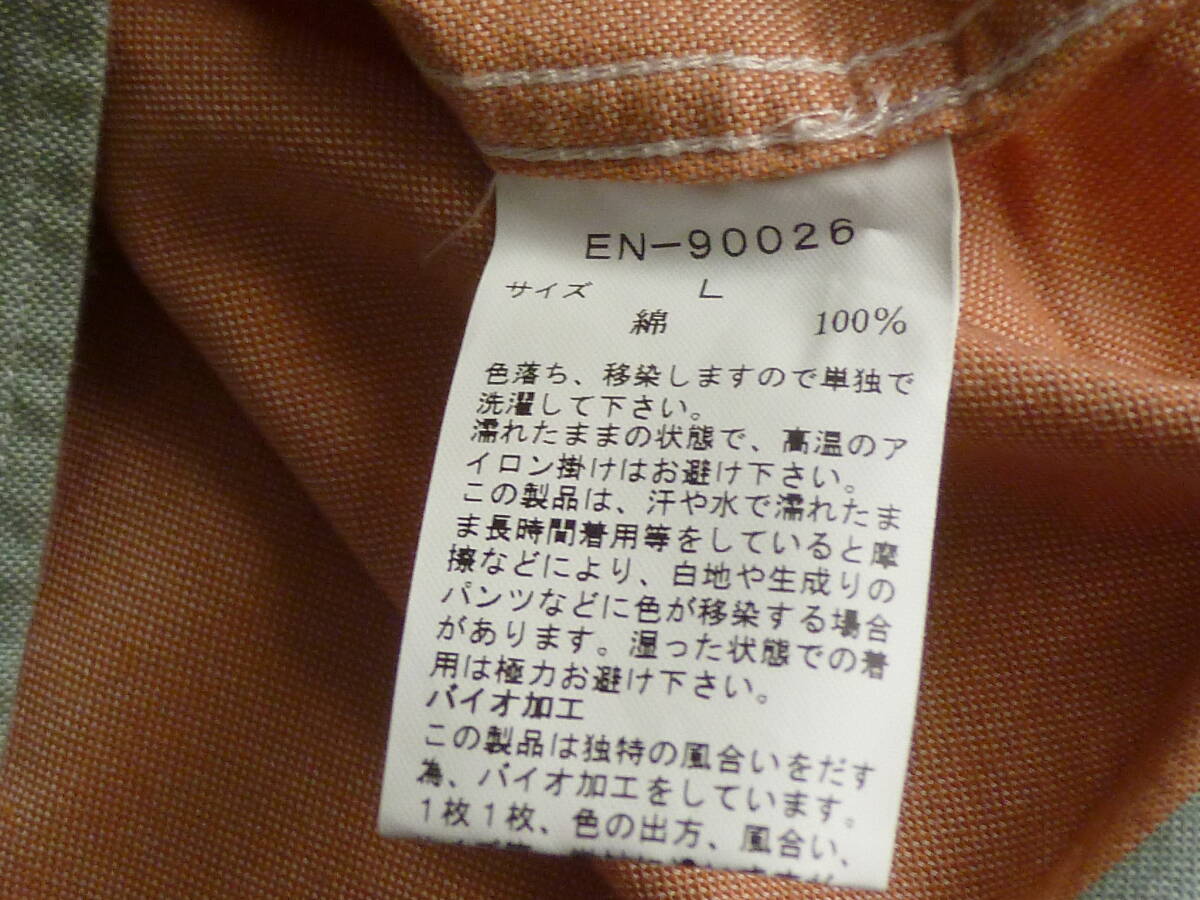 EN-90026
サイズ L
綿 100%
色落ち、移染しますので単独で
洗濯して下さい。
濡れたままの状態で、高温のア
イロン掛けはお避け下さい。
この製品は、汗や水で濡れたま
ま長時間着用等をしていると摩
擦などにより、白地や生成りの
パンツなどに色が移染する場合
があります。湿った状態での着
用は極力お避け下さい。
バイオ加工
この製品は独特の風合いをだす
為、バイオ加工をしています。
1枚1枚、色の出方、風合い、